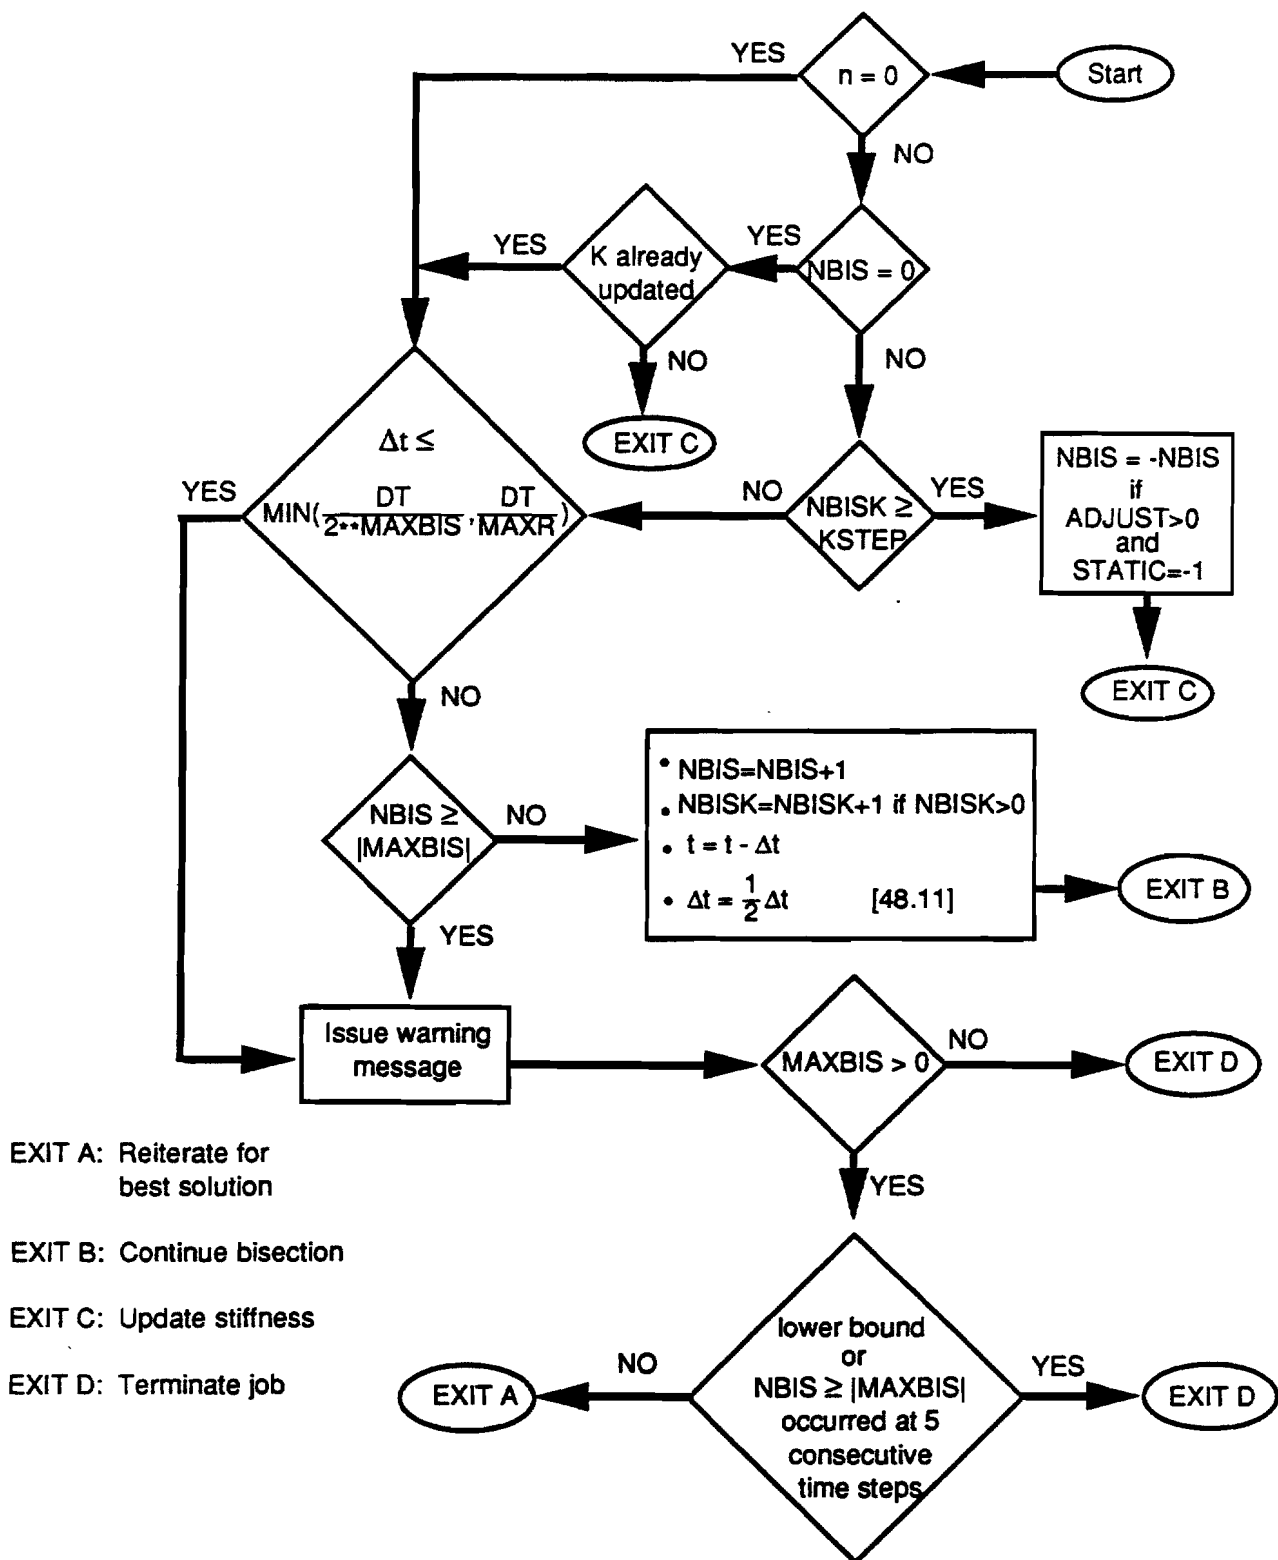 YES
n = 0
Start
NO
YES
K already
updated
YES
NBIS = 0
NO
NO
EXIT C
Δt ≤
MIN(DT/2**MAXBIS, DT/MAXR)
YES
NO
NBISK ≥
KSTEP
YES
NBIS = -NBIS
if
ADJUST>0
and
STATIC=-1
EXIT C
NO
NBIS ≥
|MAXBIS|
NO
• NBIS=NBIS+1
• NBISK=NBISK+1 if NBISK>0
• t = t - Δt
• Δt = 1/2 Δt [48.11]
EXIT B
YES
Issue warning
message
MAXBIS > 0
NO
EXIT D
YES
EXIT A: Reiterate for
best solution
EXIT B: Continue bisection
EXIT C: Update stiffness
EXIT D: Terminate job
lower bound
or
NBIS ≥ |MAXBIS|
occurred at 5
consecutive
time steps
NO
EXIT A
YES
EXIT D